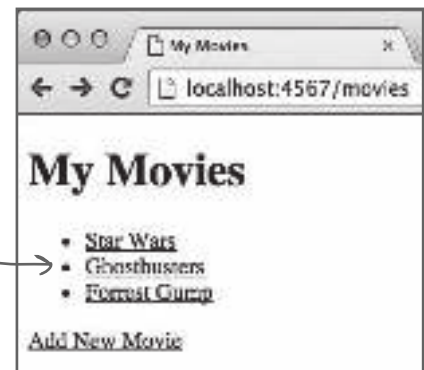 My Movies
localhost:4567/movies
My Movies
Star Wars
Ghostbusters
Forrest Gump
Add New Movie